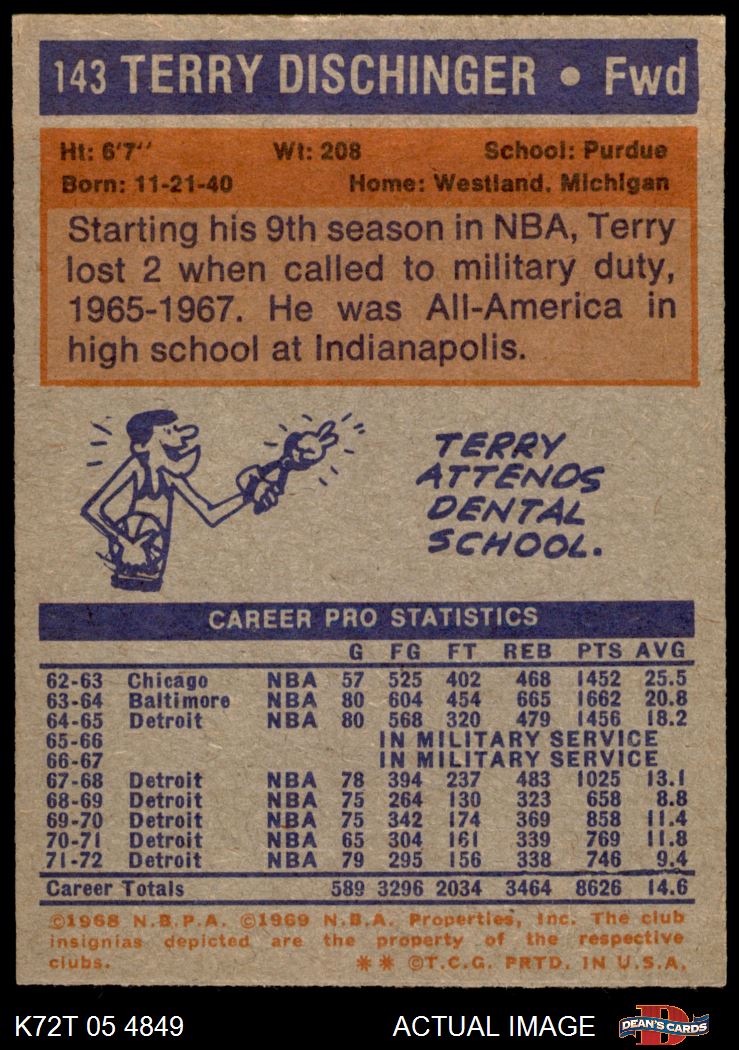 143 TERRY DISCHINGER • Fwd
Ht: 6'7'' Wt: 208 School: Purdue
Born: 11-21-40 Home: Westland, Michigan
Starting his 9th season in NBA, Terry
lost 2 when called to military duty,
1965-1967. He was All-America in
high school at Indianapolis.
TERRY
ATTENDS
DENTAL
SCHOOL.
CAREER PRO STATISTICS
G FG FT REB PTS AVG
62-63 Chicago NBA 57 525 402 468 1452 25.5
63-64 Baltimore NBA 80 604 454 665 1662 20.8
64-65 Detroit NBA 80 568 320 479 1456 18.2
65-66 IN MILITARY SERVICE
66-67 IN MILITARY SERVICE
67-68 Detroit NBA 78 394 237 483 1025 13.1
68-69 Detroit NBA 75 264 130 323 658 8.8
69-70 Detroit NBA 75 342 174 369 858 11.4
70-71 Detroit NBA 65 304 161 339 769 11.8
71-72 Detroit NBA 79 295 156 338 746 9.4
Career Totals 589 3296 2034 3464 8626 14.6
©1968 N.B.P.A. ©1969 N.B.A. Properties, Inc. The club
insignias depicted are the property of the respective
clubs. ** ©T.C.G. PRTD. IN U.S.A.
K72T 05 4849 ACTUAL IMAGE D DEAN'S CARDS